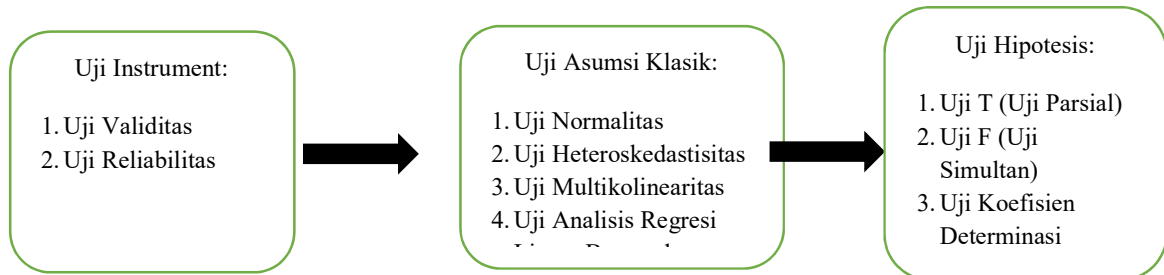 Uji Instrument:
1. Uji Validitas
2. Uji Reliabilitas
Uji Asumsi Klasik:
1. Uji Normalitas
2. Uji Heteroskedastisitas
3. Uji Multikolinearitas
4. Uji Analisis Regresi
Uji Hipotesis:
1. Uji T (Uji Parsial)
2. Uji F (Uji
Simultan)
3. Uji Koefisien
Determinasi